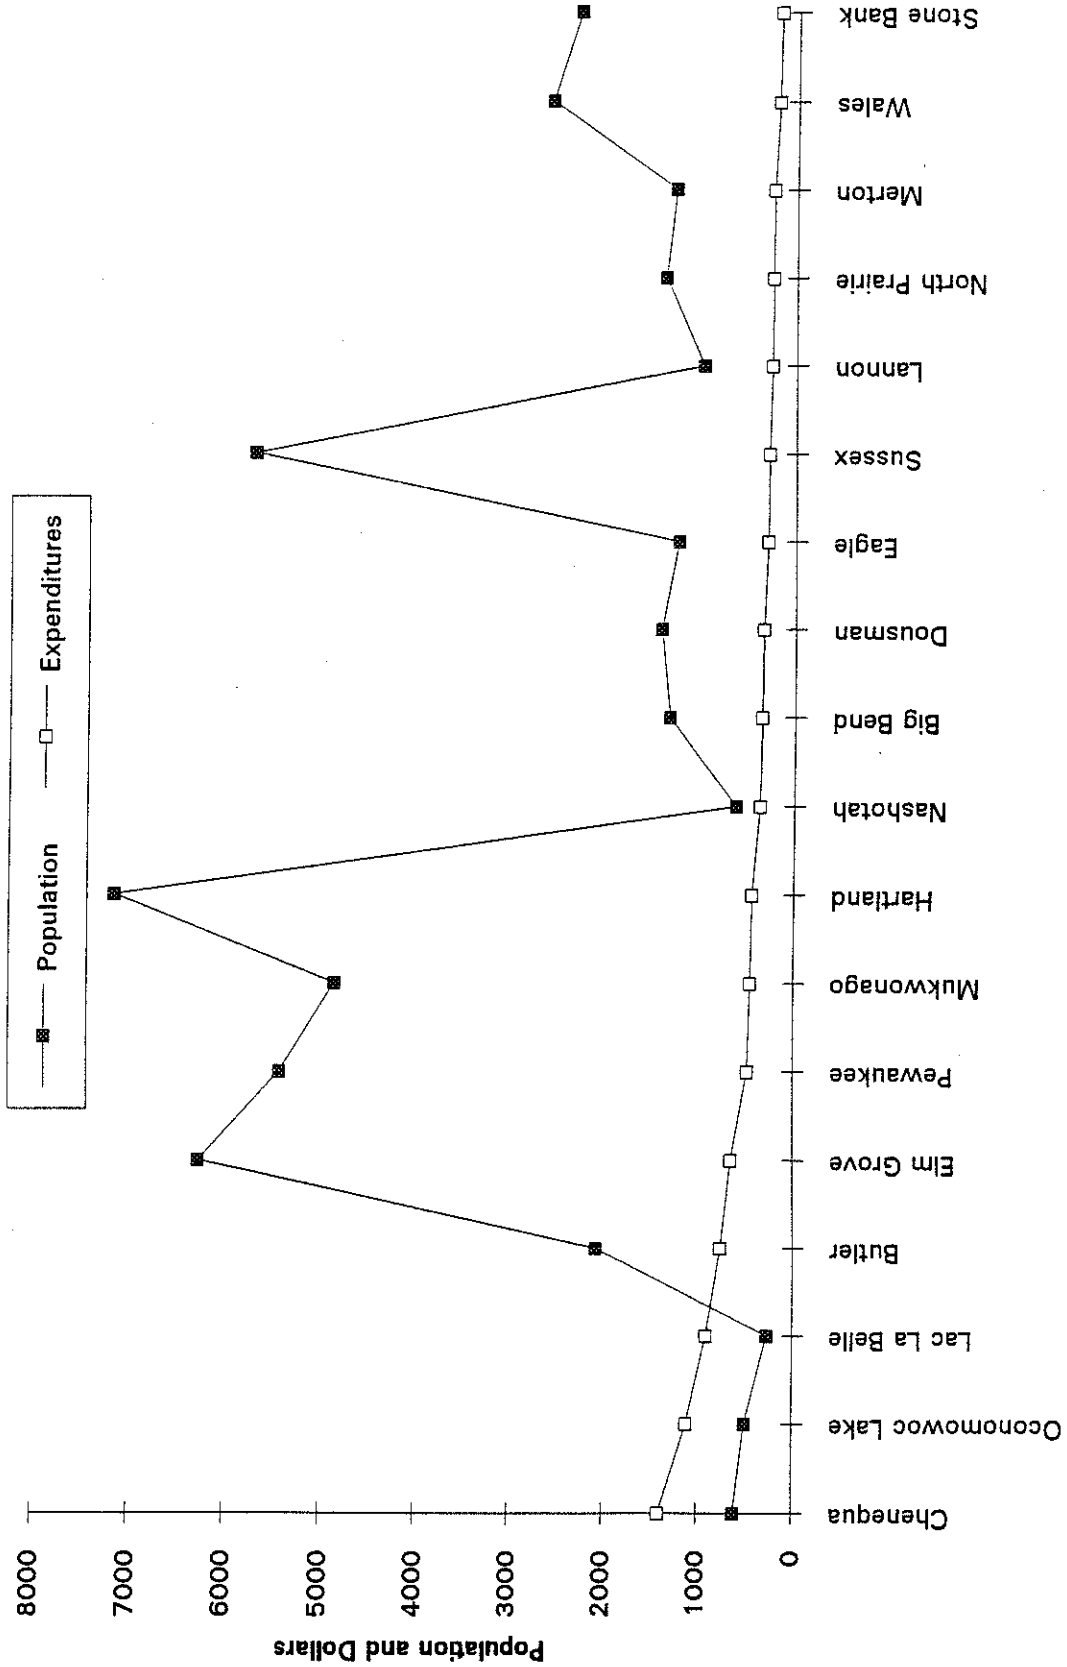 Population
Expenditures
8000
7000
6000
5000
4000
3000
2000
1000
0
Population and Dollars
Chenequa
Oconomowoc Lake
Lac La Belle
Butler
Elm Grove
Pewaukee
Mukwonago
Hartland
Nashotah
Big Bend
Dousman
Eagle
Sussex
Lannon
North Prairie
Merton
Wales
Stone Bank